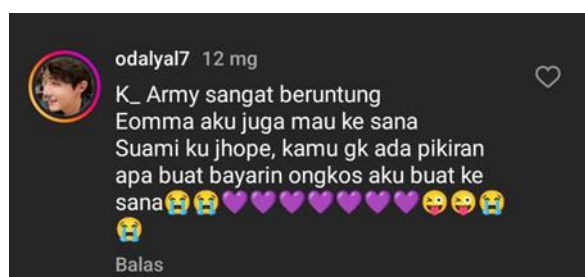 odalyal7 12 mg
K_ Army sangat beruntung
Eomma aku juga mau ke sana
Suami ku jhope, kamu gk ada pikiran
apa buat bayarin ongkos aku buat ke
sana😭😭💜💜💜💜💜💜💜😜😜😭
😭
Balas